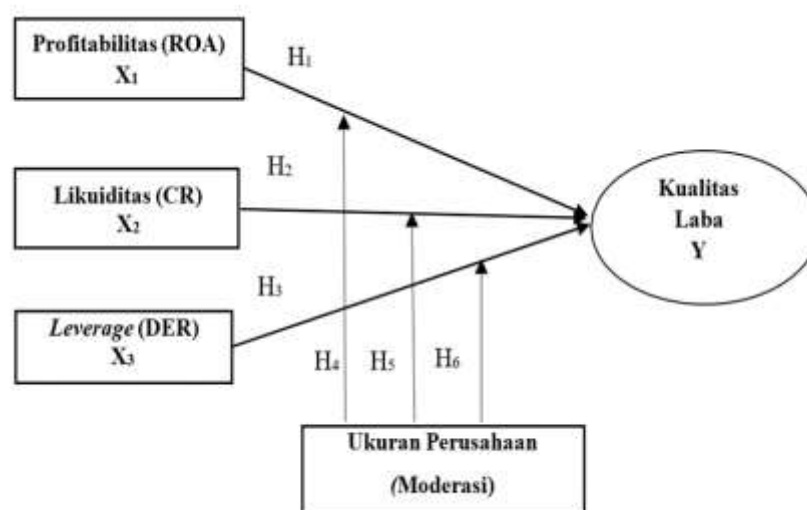 Profitabilitas (ROA)
X₁
H₁
Likuiditas (CR)
X₂
H₂
Leverage (DER)
X₃
H₃
Kualitas
Laba
Y
H₄
H₅
H₆
Ukuran Perusahaan
(Moderasi)